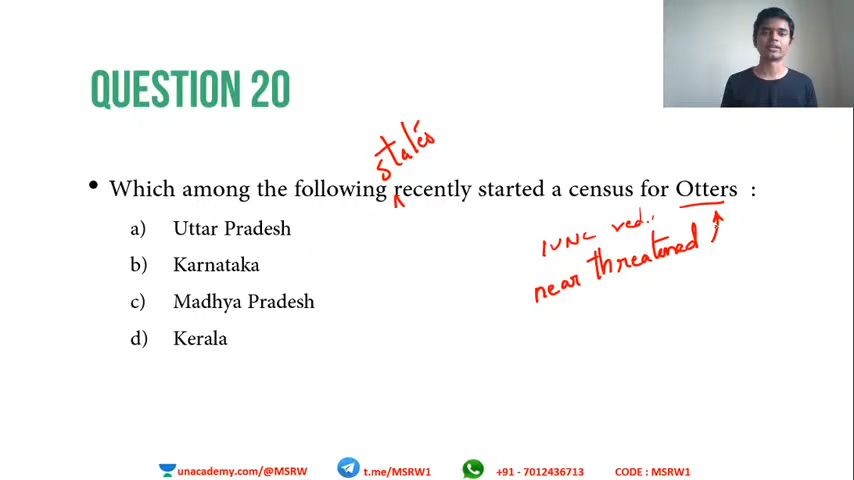 QUESTION 20
states
• Which among the following recently started a census for Otters :
IUNC red..
near threatened
a) Uttar Pradesh
b) Karnataka
c) Madhya Pradesh
d) Kerala
unacademy.com/@MSRW t.me/MSRW1 +91 - 7012436713 CODE : MSRW1